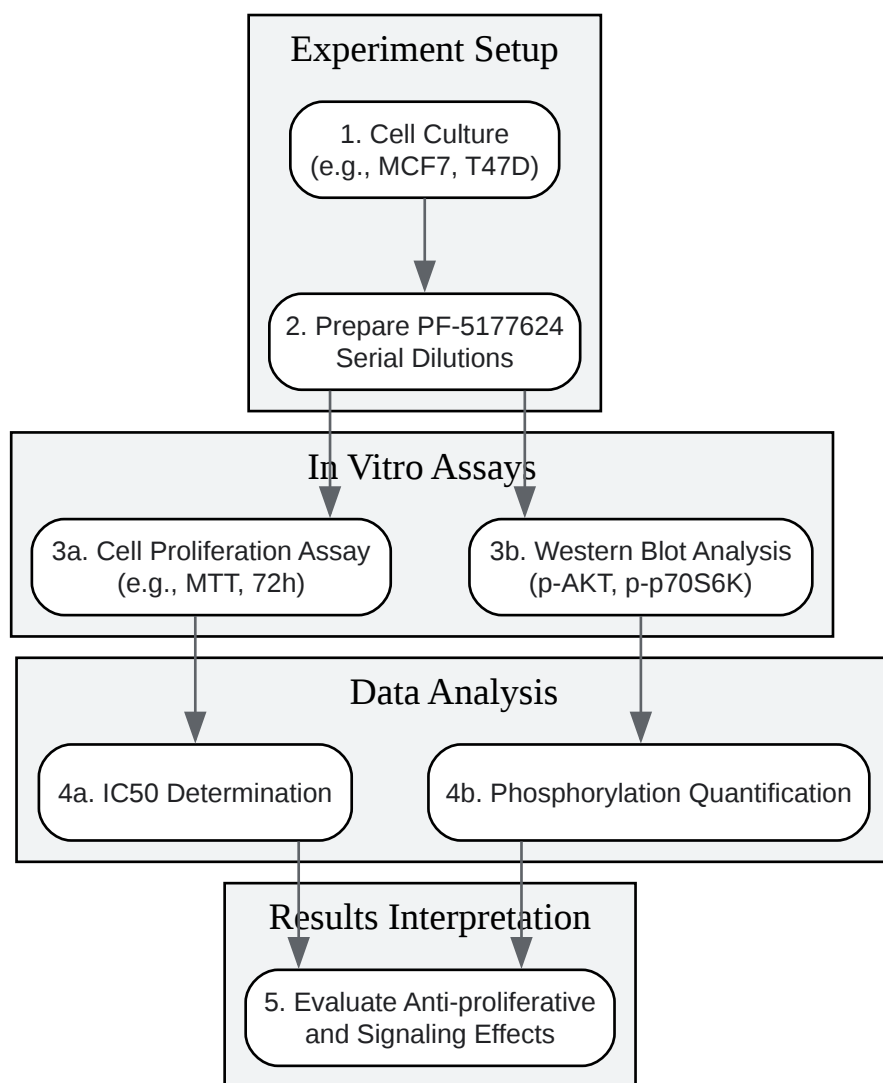 Experiment Setup
1. Cell Culture
(e.g., MCF7, T47D)
2. Prepare PF-5177624
Serial Dilutions
In Vitro Assays
3a. Cell Proliferation Assay
(e.g., MTT, 72h)
3b. Western Blot Analysis
(p-AKT, p-p70S6K)
Data Analysis
4a. IC50 Determination
4b. Phosphorylation Quantification
Results Interpretation
5. Evaluate Anti-proliferative
and Signaling Effects